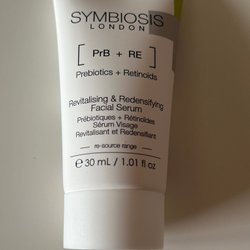 SYMBIOSIS
LONDON
PrB + RE
Prebiotics + Retinoids
Revitalising & Redensifying
Facial Serum
Prébiotiques + Rétinoïdes
Sérum Visage
Revitalisant et Redensifiant
re-source range
e 30 mL / 1.01 fl oz